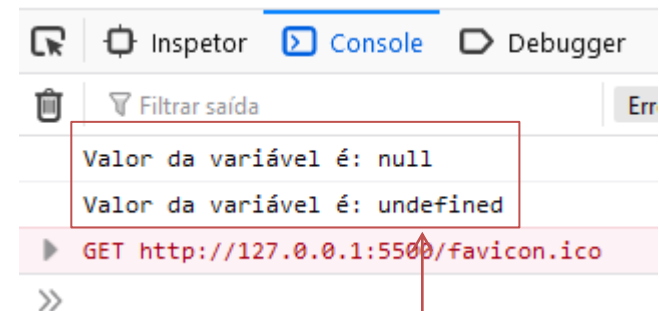 Inspetor Console Debugger
Filtrar saída Err
Valor da variável é: null
Valor da variável é: undefined
GET http://127.0.0.1:5500/favicon.ico